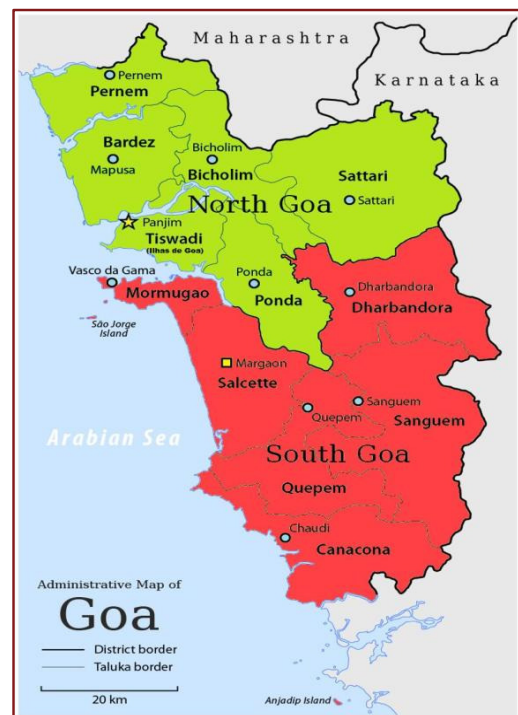 Maharashtra
Karnataka
Pernem
Pernem
Bardez
Mapusa
Bicholim
Bicholim
Sattari
Sattari
North Goa
Panjim
Tiswadi
(Ilhas de Goa)
Ponda
Ponda
Vasco da Gama
Mormugao
São Jorge
Island
Dharbandora
Dharbandora
Margaon
Salcette
Sanguem
Quepem
Sanguem
Arabian Sea
South Goa
Quepem
Chaudi
Canacona
Administrative Map of
Goa
District border
Taluka border
20 km
Anjadip Island